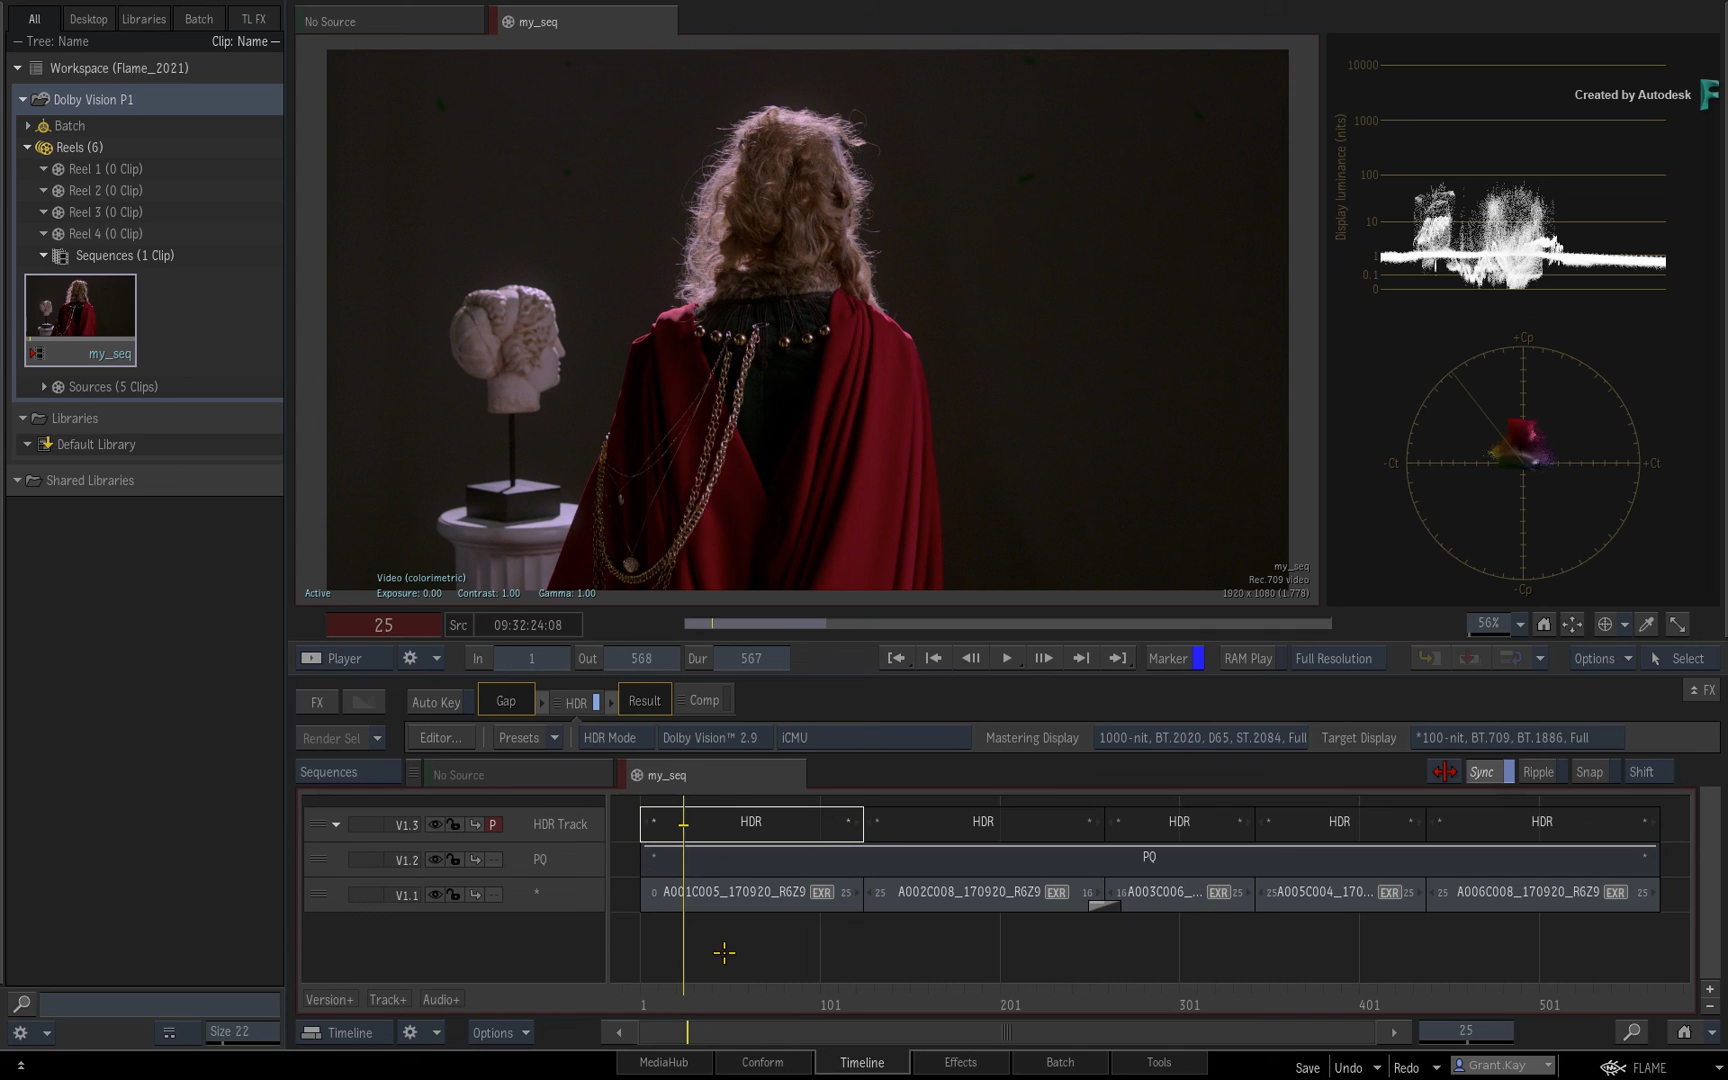 All
Desktop
Libraries
Batch
TL FX
Tree: Name
Clip: Name
Workspace (Flame_2021)
Dolby Vision P1
Batch
Reels (6)
Reel 1 (0 Clip)
Reel 2 (0 Clip)
Reel 3 (0 Clip)
Reel 4 (0 Clip)
Sequences (1 Clip)
my_seq
Sources (5 Clips)
Libraries
Default Library
Shared Libraries
No Source
my_seq
Video (colorimetric)
Active
Exposure: 0.00 Contrast: 1.00 Gamma: 1.00
my_seq
Rec.709 video
1920 x 1080 (1.778)
Created by Autodesk
Display luminance (nits)
10000
1000
100
10
1
0.1
0
+Cp
-Ct
+Ct
-Cp
25
Src
09:32:24:08
56%
Player
In
1
Out
568
Dur
567
Marker
RAM Play
Full Resolution
Options
Select
FX
Auto Key
Gap
HDR
Result
Comp
FX
Render Sel
Editor...
Presets
HDR Mode
Dolby Vision™ 2.9
iCMU
Mastering Display
1000-nit, BT.2020, D65, ST.2084, Full
Target Display
*100-nit, BT.709, BT.1886, Full
Sequences
No Source
my_seq
Sync
Ripple
Snap
Shift
V1.3
P
HDR Track
* HDR *
HDR *
HDR *
HDR *
HDR *
V1.2
PQ
* PQ *
V1.1
*
0 A001C005_170920_R6Z9 EXR 25
25 A002C008_170920_R6Z9 EXR 16
16 A003C006_... EXR 25
25 A005C004_170... EXR 25
25 A006C008_170920_R6Z9 EXR 25
Version+
Track+
Audio+
1
101
201
301
401
501
Size 22
Timeline
Options
25
MediaHub
Conform
Timeline
Effects
Batch
Tools
Save
Undo
Redo
Grant.Kay
FLAME